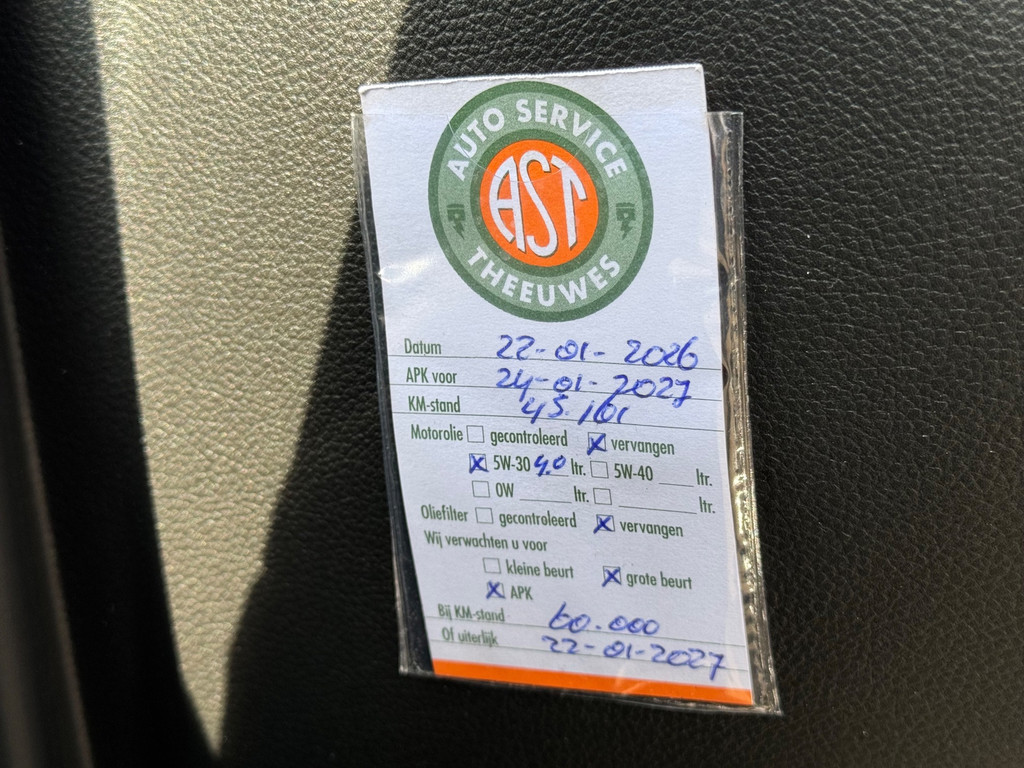 AUTO SERVICE
AST
THEEUWES
Datum 22-01-2026
APK voor 24-01-2027
KM-stand 45.101
Motorolie gecontroleerd vervangen
5W-30 4,0 ltr. 5W-40 ltr.
0W ltr. ltr.
Oliefilter gecontroleerd vervangen
Wij verwachten u voor
kleine beurt grote beurt
APK
Bij KM-stand 60.000
Of uiterlijk 22-01-2027